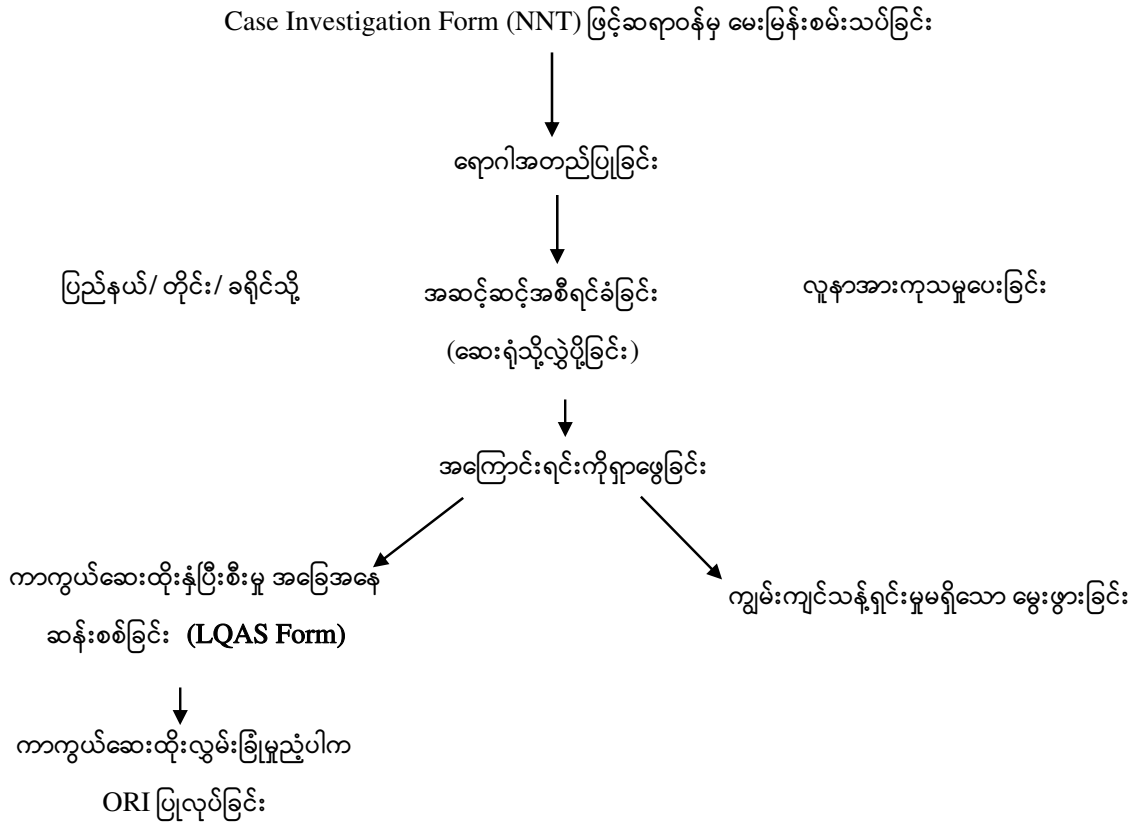 Case Investigation Form (NNT) ဖြင့်ဆရာဝန်မှ မေးမြန်းစမ်းသပ်ခြင်း
ရောဂါအတည်ပြုခြင်း
ပြည်နယ်/ တိုင်း/ ခရိုင်သို့
အဆင့်ဆင့်အစီရင်ခံခြင်း
(ဆေးရုံသို့လွှဲပို့ခြင်း)
လူနာအားကုသမှုပေးခြင်း
အကြောင်းရင်းကိုရှာဖွေခြင်း
ကာကွယ်ဆေးထိုးနှံပြီးစီးမှု အခြေအနေ
ဆန်းစစ်ခြင်း (LQAS Form)
ကျွမ်းကျင်သန့်ရှင်းမှုမရှိသော မွေးဖွားခြင်း
ကာကွယ်ဆေးထိုးလွှမ်းခြုံမှုညံ့ပါက
ORI ပြုလုပ်ခြင်း